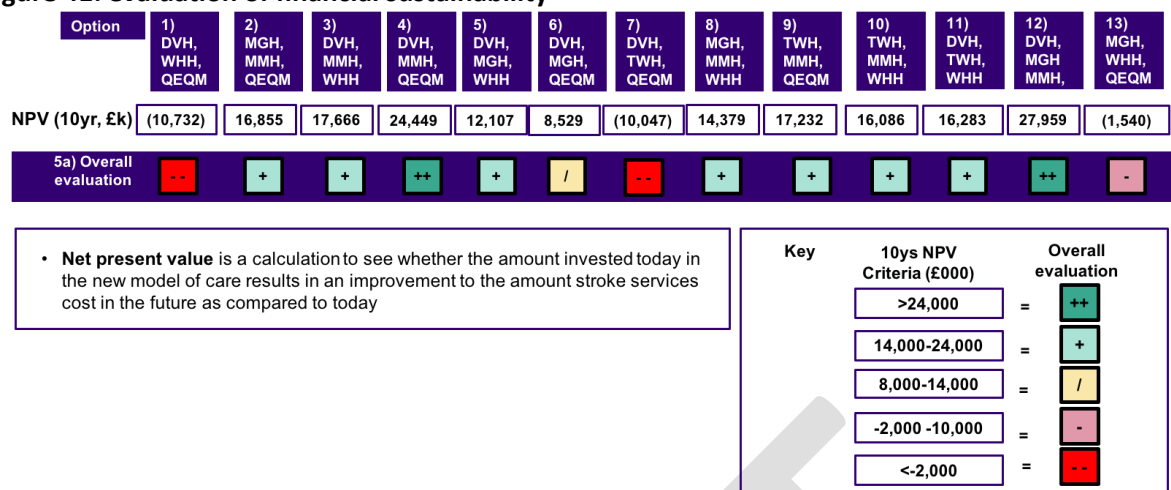 Option
1) DVH, WHH, QEQM
2) MGH, MMH, QEQM
3) DVH, MMH, WHH
4) DVH, MMH, QEQM
5) DVH, MGH, WHH
6) DVH, MGH, QEQM
7) DVH, TWH, QEQM
8) MGH, MMH, WHH
9) TWH, MMH, QEQM
10) TWH, MMH, WHH
11) DVH, TWH, WHH
12) DVH, MGH MMH,
13) MGH, WHH, QEQM
NPV (10yr, £k) (10,732) 16,855 17,666 24,449 12,107 8,529 (10,047) 14,379 17,232 16,086 16,283 27,959 (1,540)
5a) Overall
evaluation
-- + + ++ + / -- + + + + ++ -
• Net present value is a calculation to see whether the amount invested today in
the new model of care results in an improvement to the amount stroke services
cost in the future as compared to today
Key
10ys NPV
Criteria (£000)
Overall
evaluation
>24,000 = ++
14,000-24,000 = +
8,000-14,000 = /
-2,000 -10,000 = -
<-2,000 = --